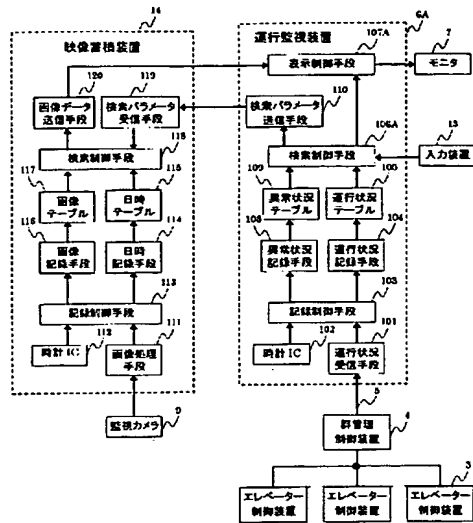 14
6A
映像蓄積装置
運行監視装置
107A
7
120
119
表示制御手段
モニタ
画像データ
送信手段
検索パラメータ
受信手段
検索パラメータ
送信手段
110
106A
13
118
検索制御手段
検索制御手段
入力装置
117
115
109
105
画像
テーブル
日時
テーブル
異常状況
テーブル
運行状況
テーブル
116
114
108
104
画像
記録手段
日時
記録手段
異常状況
記録手段
運行状況
記録手段
113
103
記録制御手段
記録制御手段
112
111
102
101
時計IC
画像処理
手段
時計IC
運行状況
受信手段
9
5
監視カメラ
4
群管理
制御装置
3
エレベーター
制御装置
エレベーター
制御装置
エレベーター
制御装置